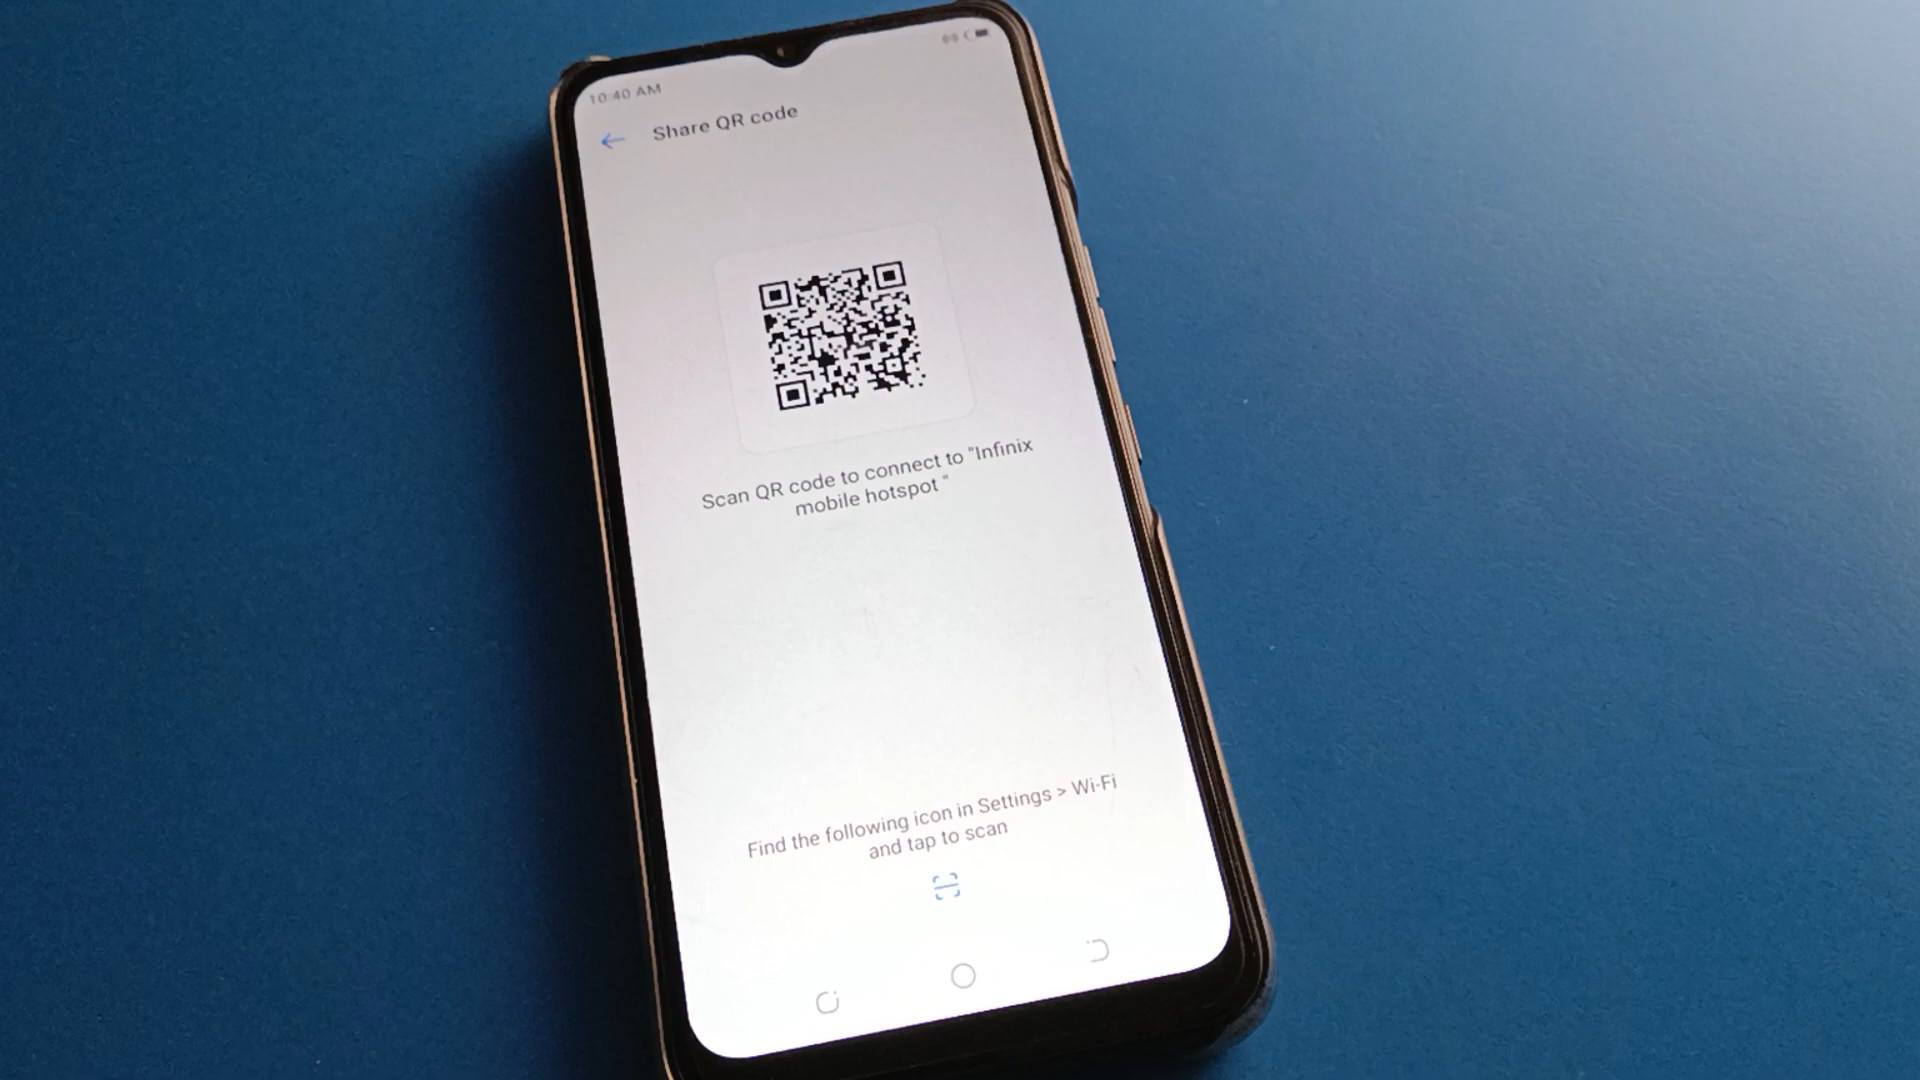 10:40 AM
Share QR code
Scan QR code to connect to "Infinix
mobile hotspot "
Find the following icon in Settings > Wi-Fi
and tap to scan